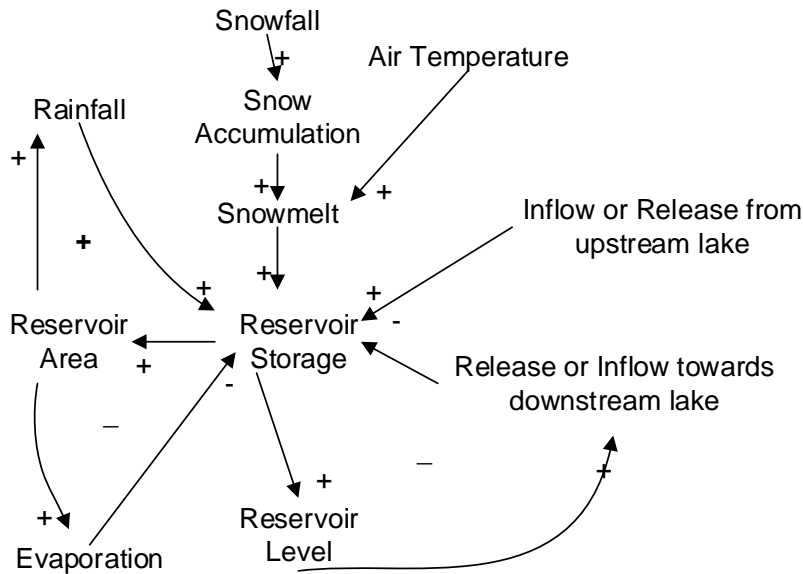 Snowfall
+
Air Temperature
Snow
Accumulation
Rainfall
+
+
+
Snowmelt
Inflow or Release from
upstream lake
+
+
+
+
-
Reservoir
Area
Reservoir
Storage
+
-
Release or Inflow towards
downstream lake
–
–
+
+
+
Reservoir
Level
Evaporation